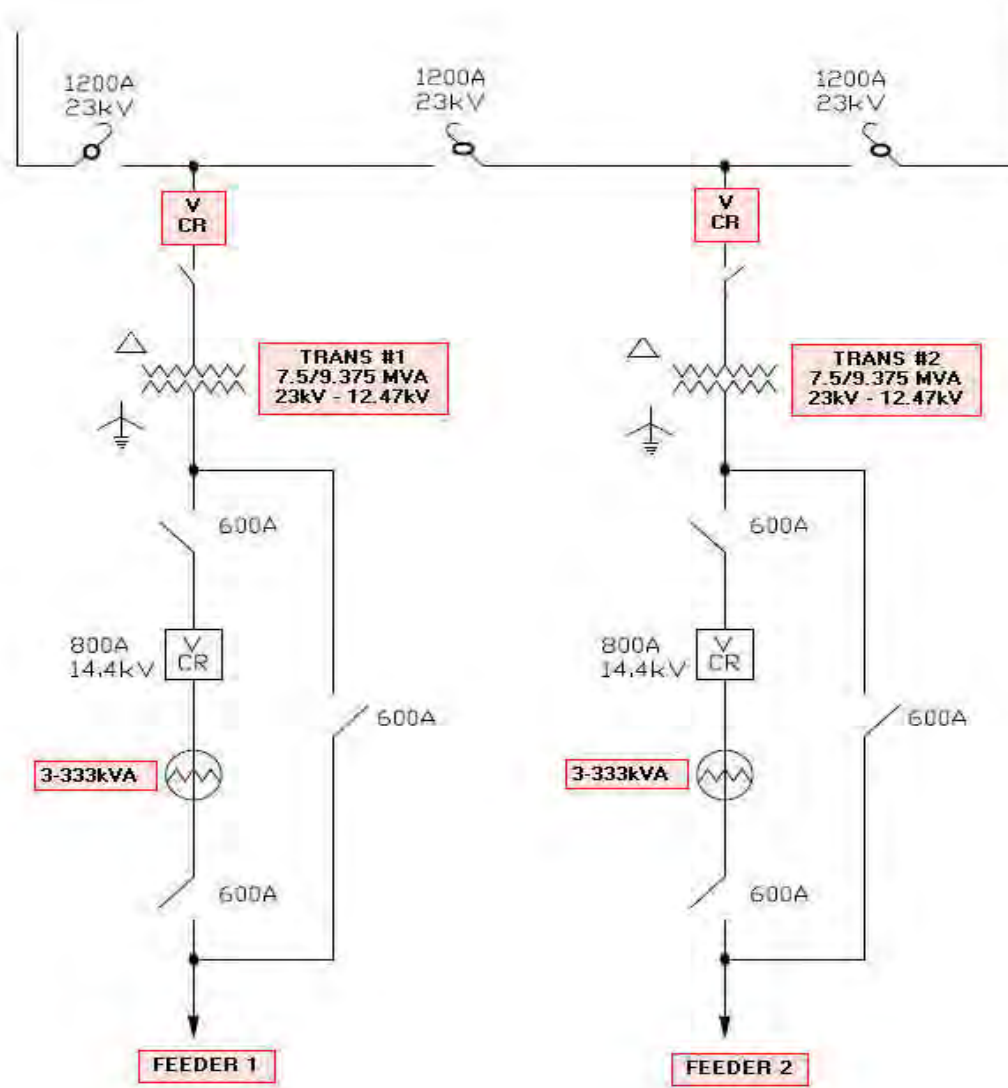 1200A
23kV
1200A
23kV
1200A
23kV
V
CR
V
CR
TRANS #1
7.5/9.375 MVA
23kV - 12.47kV
TRANS #2
7.5/9.375 MVA
23kV - 12.47kV
600A
600A
800A
14.4kV
V
CR
800A
14.4kV
V
CR
600A
600A
3-333kVA
3-333kVA
600A
600A
FEEDER 1
FEEDER 2